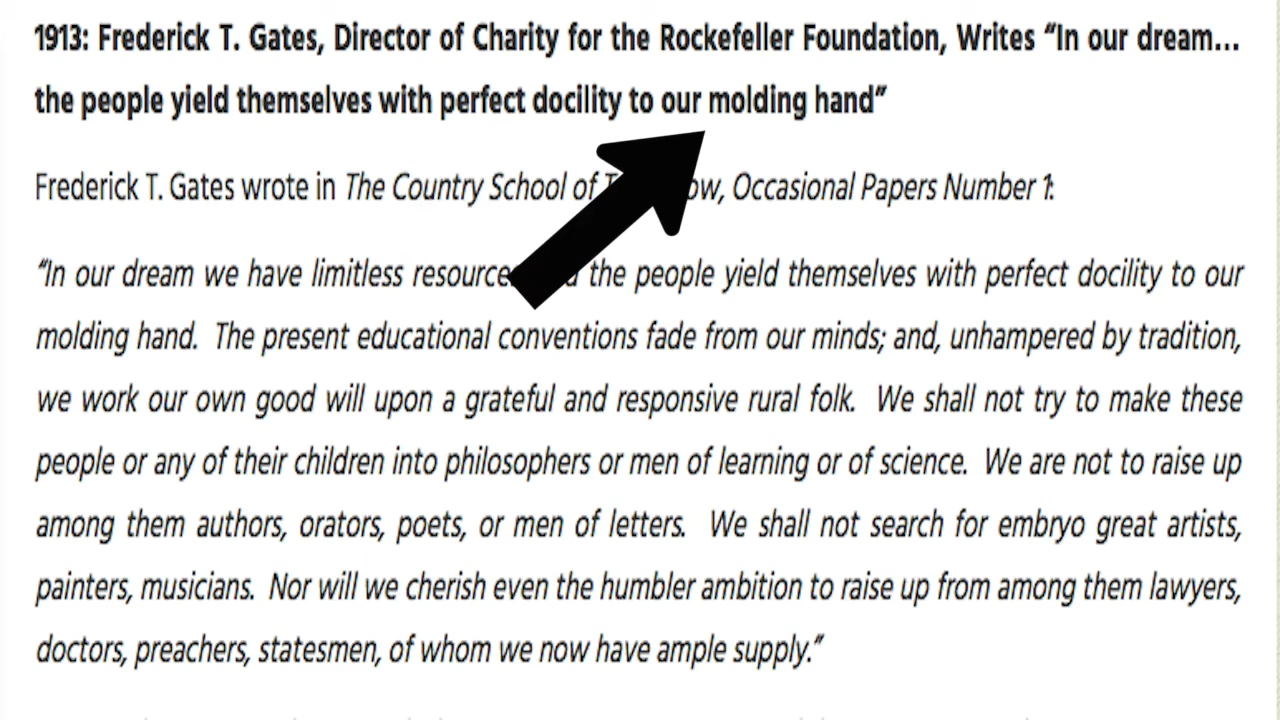 1913: Frederick T. Gates, Director of Charity for the Rockefeller Foundation, Writes “In our dream…
the people yield themselves with perfect docility to our molding hand”
Frederick T. Gates wrote in The Country School of Occasional Papers Number 1:
“In our dream we have limitless the people yield themselves with perfect docility to our
molding hand. The present educational conventions fade from our minds; and, unhampered by tradition,
we work our own good will upon a grateful and responsive rural folk. We shall not try to make these
people or any of their children into philosophers or men of learning or of science. We are not to raise up
among them authors, orators, poets, or men of letters. We shall not search for embryo great artists,
painters, musicians. Nor will we cherish even the humbler ambition to raise up from among them lawyers,
doctors, preachers, statesmen, of whom we now have ample supply.”